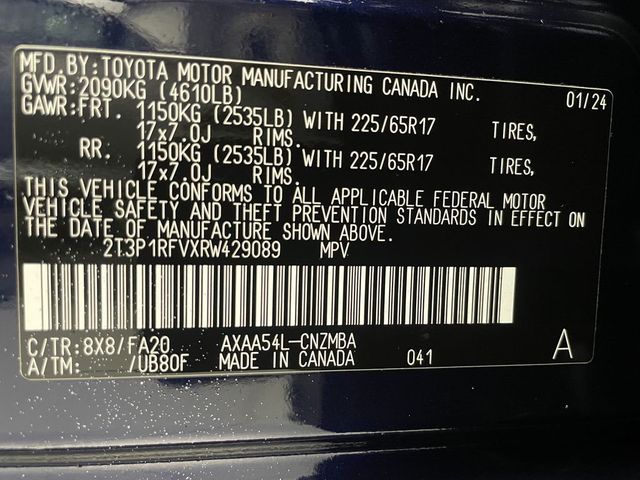 MFD.BY:TOYOTA MOTOR MANUFACTURING CANADA INC. 01/24
GVWR:2090KG (4610LB)
GAWR:FRT. 1150KG (2535LB) WITH 225/65R17 TIRES,
17x7.0J RIMS.
RR. 1150KG (2535LB) WITH 225/65R17 TIRES,
17x7.0J RIMS.
THIS VEHICLE CONFORMS TO ALL APPLICABLE FEDERAL MOTOR
VEHICLE SAFETY AND THEFT PREVENTION STANDARDS IN EFFECT ON
THE DATE OF MANUFACTURE SHOWN ABOVE.
2T3P1RFVXRW429089 MPV
C/TR:8X8/FA20 AXAA54L-CNZMBA A
A/TM: /UB80F MADE IN CANADA 041